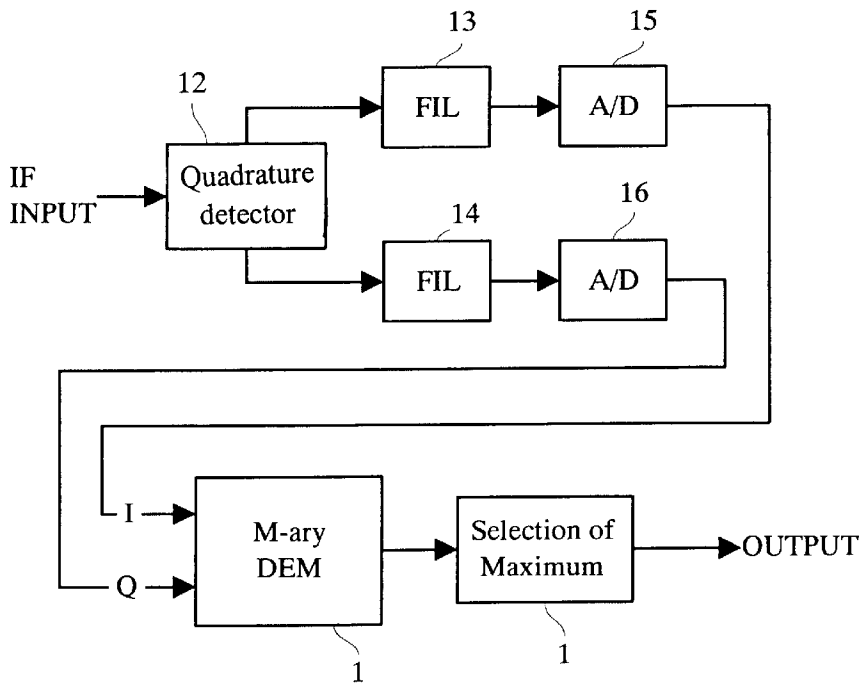 13
15
12
FIL
A/D
IF
INPUT
Quadrature
detector
14
16
FIL
A/D
I
Q
M-ary
DEM
Selection of
Maximum
OUTPUT
1
1